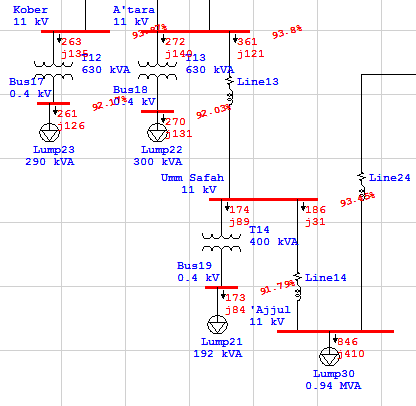 Kober
11 kV
A'tara
11 kV
93.8%
263
j135
T12
630 kVA
272
j140
T13
630 kVA
361
j121
Bus17
0.4 kV
92.17%
Bus18
0.4 kV
92.03%
Line13
261
j126
270
j131
Lump23
290 kVA
Lump22
300 kVA
Umm Safah
11 kV
Line24
174
j89
T14
400 kVA
186
j31
Bus19
0.4 kV
91.79%
Line14
173
j84
'Ajjul
11 kV
Lump21
192 kVA
846
j410
Lump30
0.94 MVA